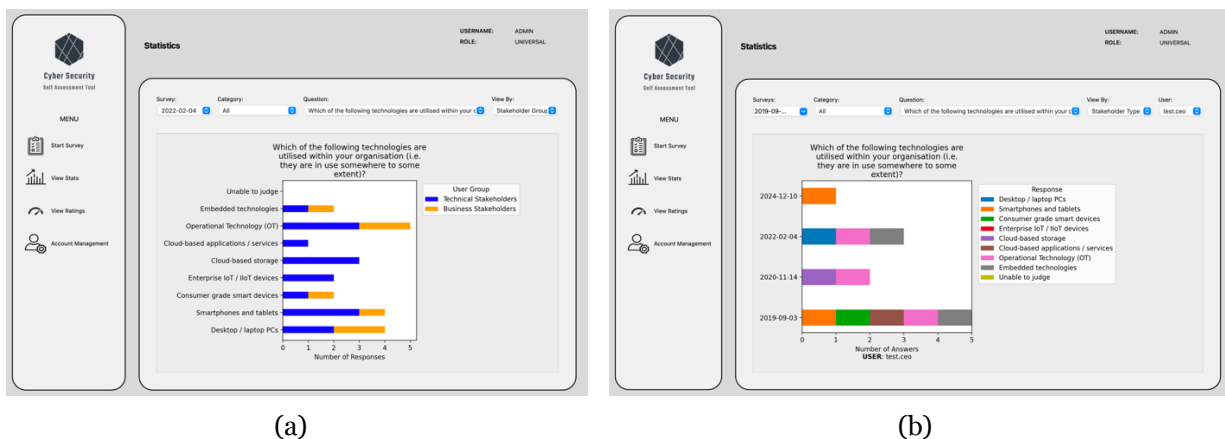 Cyber Security
Self Assessment Tool
MENU
Start Survey
View Stats
View Ratings
Account Management
Statistics
USERNAME: ADMIN
ROLE: UNIVERSAL
Survey: Category: Question: View By:
2022-02-04 All Which of the following technologies are utilised within your c Stakeholder Group
Which of the following technologies are
utilised within your organisation (i.e.
they are in use somewhere to some
extent)?
Unable to judge
Embedded technologies
Operational Technology (OT)
Cloud-based applications / services
Cloud-based storage
Enterprise IoT / IIoT devices
Consumer grade smart devices
Smartphones and tablets
Desktop / laptop PCs
0 1 2 3 4 5
Number of Responses
User Group
Technical Stakeholders
Business Stakeholders
(a)
Cyber Security
Self Assessment Tool
MENU
Start Survey
View Stats
View Ratings
Account Management
Statistics
USERNAME: ADMIN
ROLE: UNIVERSAL
Surveys: Category: Question: View By: User:
2019-09-... All Which of the following technologies are utilised within your c Stakeholder Type test.ceo
Which of the following technologies are
utilised within your organisation (i.e.
they are in use somewhere to some
extent)?
2024-12-10
2022-02-04
2020-11-14
2019-09-03
0 1 2 3 4 5
Number of Answers
USER: test.ceo
Response
Desktop / laptop PCs
Smartphones and tablets
Consumer grade smart devices
Enterprise IoT / IIoT devices
Cloud-based storage
Cloud-based applications / services
Operational Technology (OT)
Embedded technologies
Unable to judge
(b)